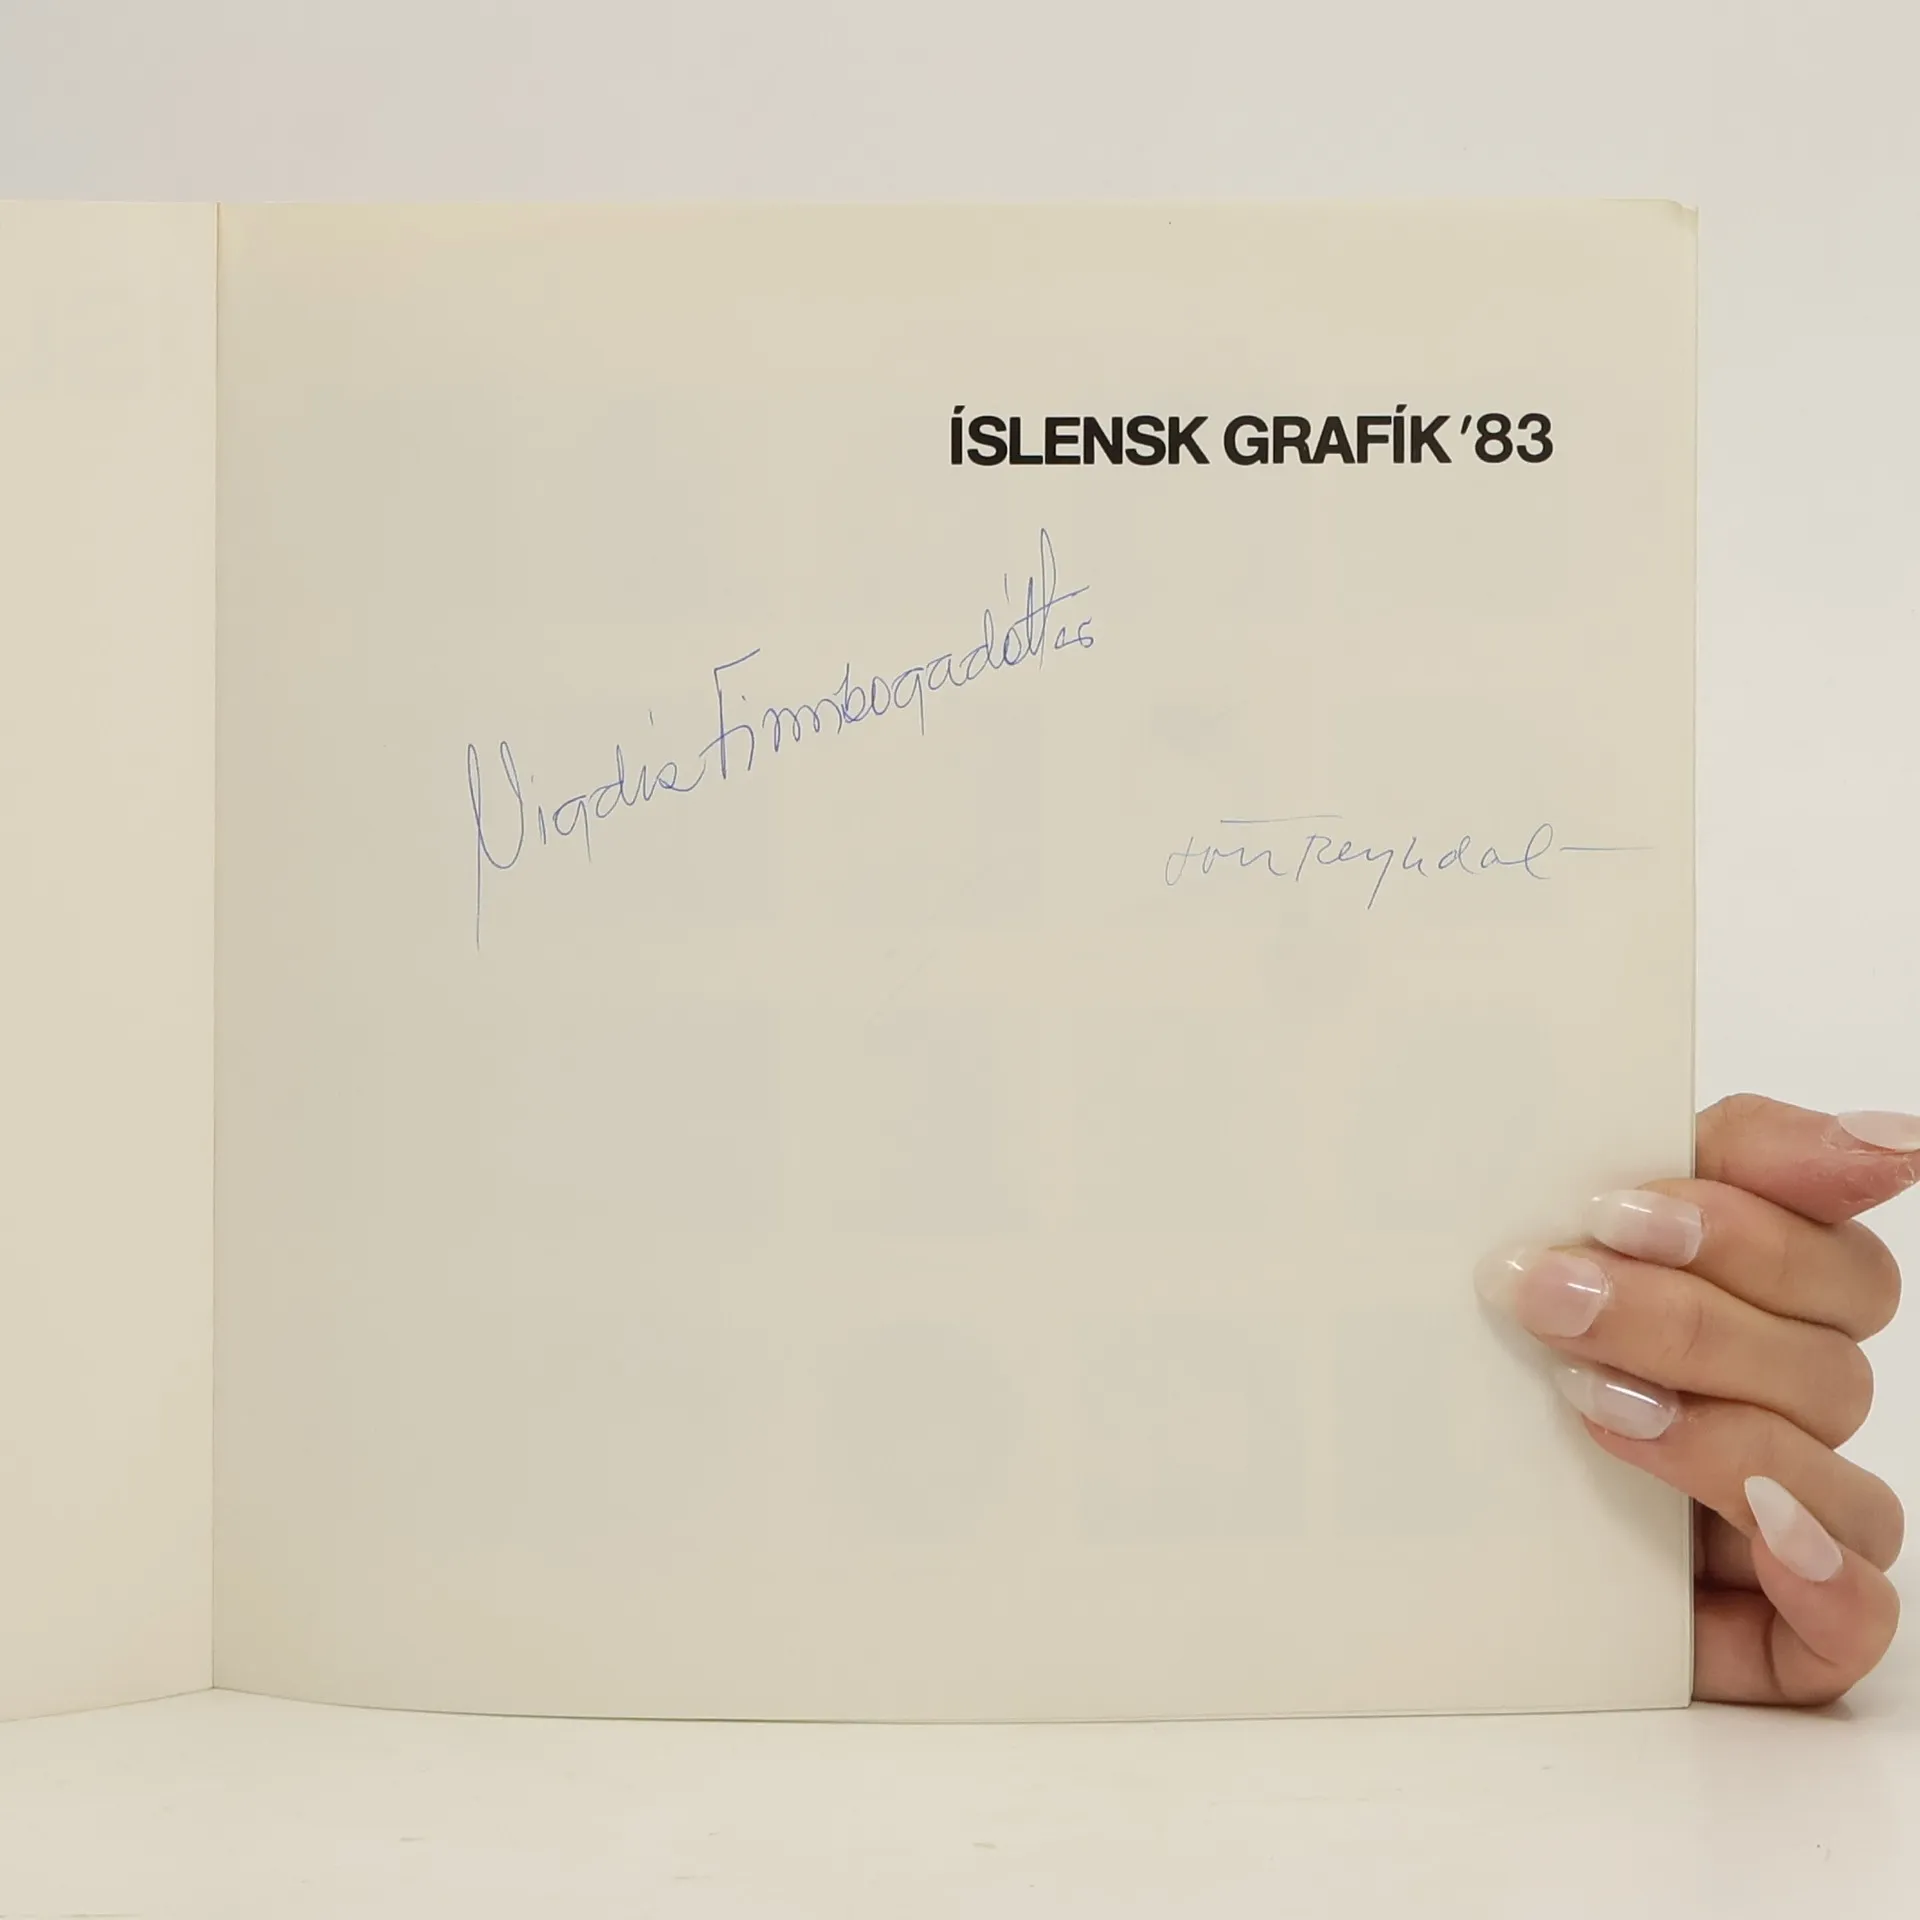 ÍSLENSK GRAFÍK '83
Vigdís Finnbogadóttir
Jón Reykdal